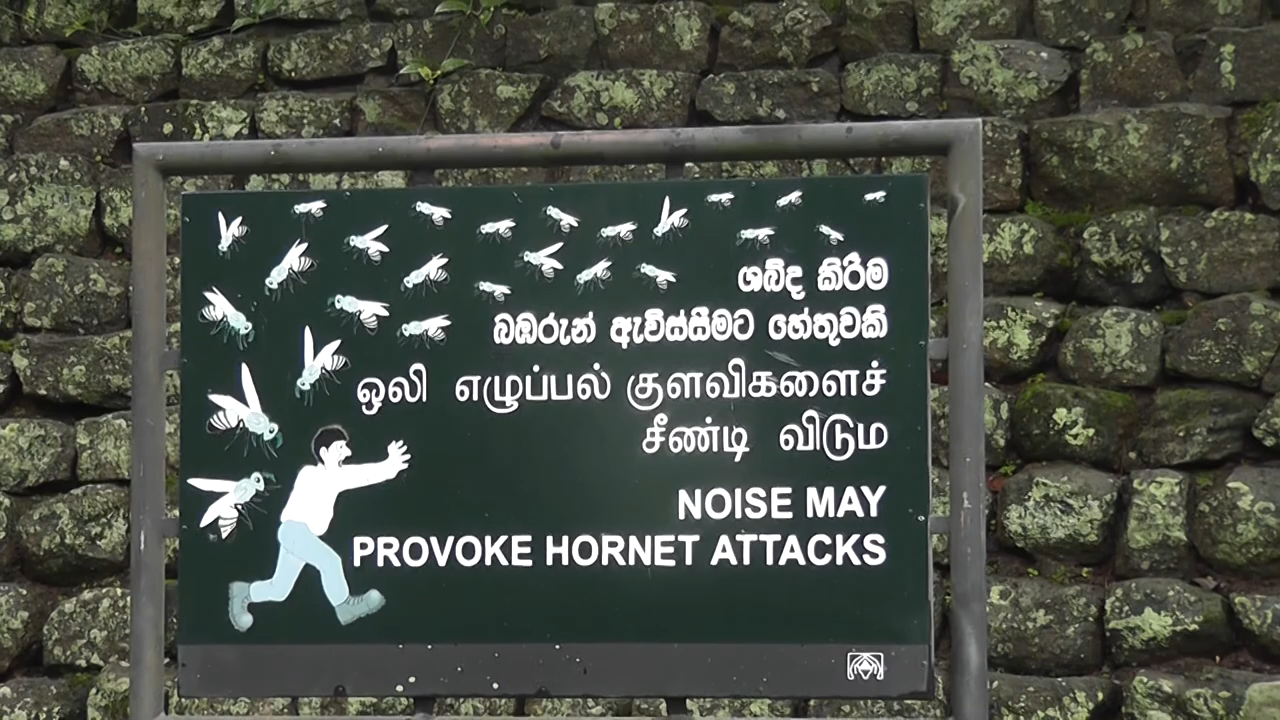 ශබ්ද කිරිම
බඹරුන් ඇවිස්සීමට හේතුවකි
ஒலி எழுப்பல் குளவிகளைச்
சீண்டி விடும
NOISE MAY
PROVOKE HORNET ATTACKS